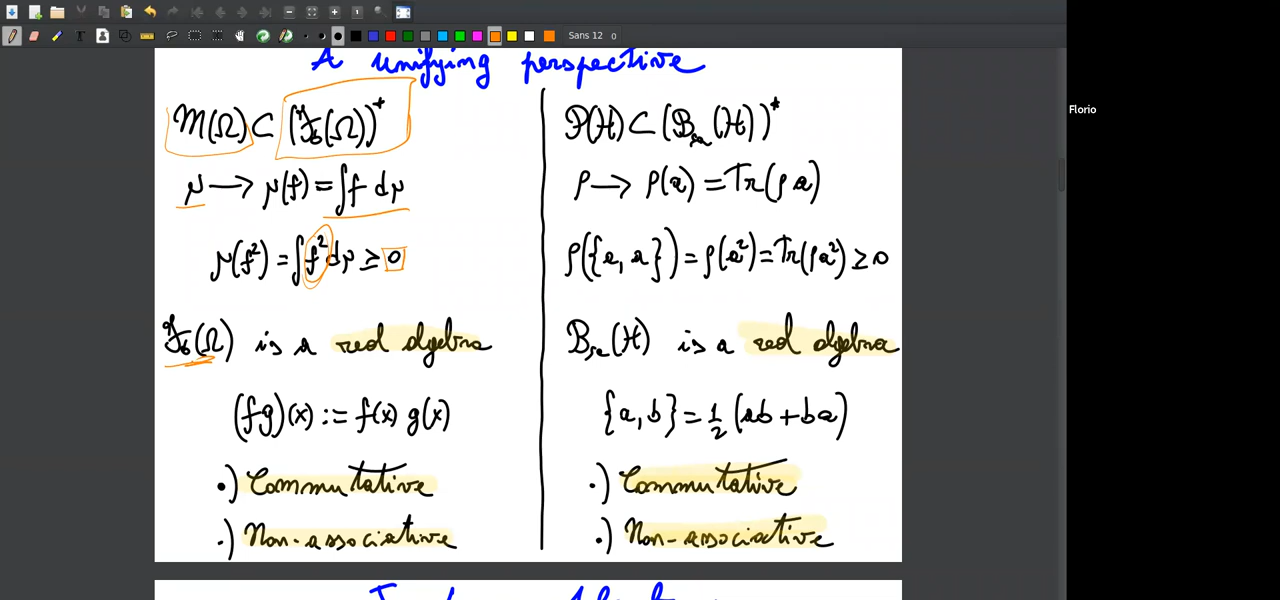 Sans 12 0
A unifying perspective
M(Ω) ⊂ (F_b(Ω))*
μ → μ(f) = ∫f dμ
μ(f²) = ∫f² dμ ≥ 0
F_b(Ω) is a real algebra
(fg)(x) := f(x) g(x)
·) Commutative
·) Non-associative
P(H) ⊂ (B_sa(H))*
ρ → ρ(a) = Tr(ρa)
ρ({a, a}) = ρ(a²) = Tr(ρa²) ≥ 0
B_sa(H) is a real algebra
{a, b} = 1/2 (ab + ba)
·) Commutative
·) Non-associative
Florio